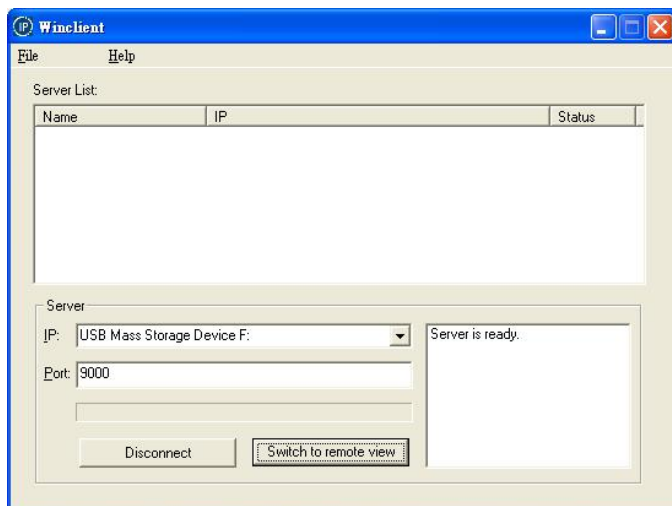 IP Winclient
File Help
Server List:
Name IP Status
Server
IP: USB Mass Storage Device F:
Server is ready.
Port: 9000
Disconnect Switch to remote view